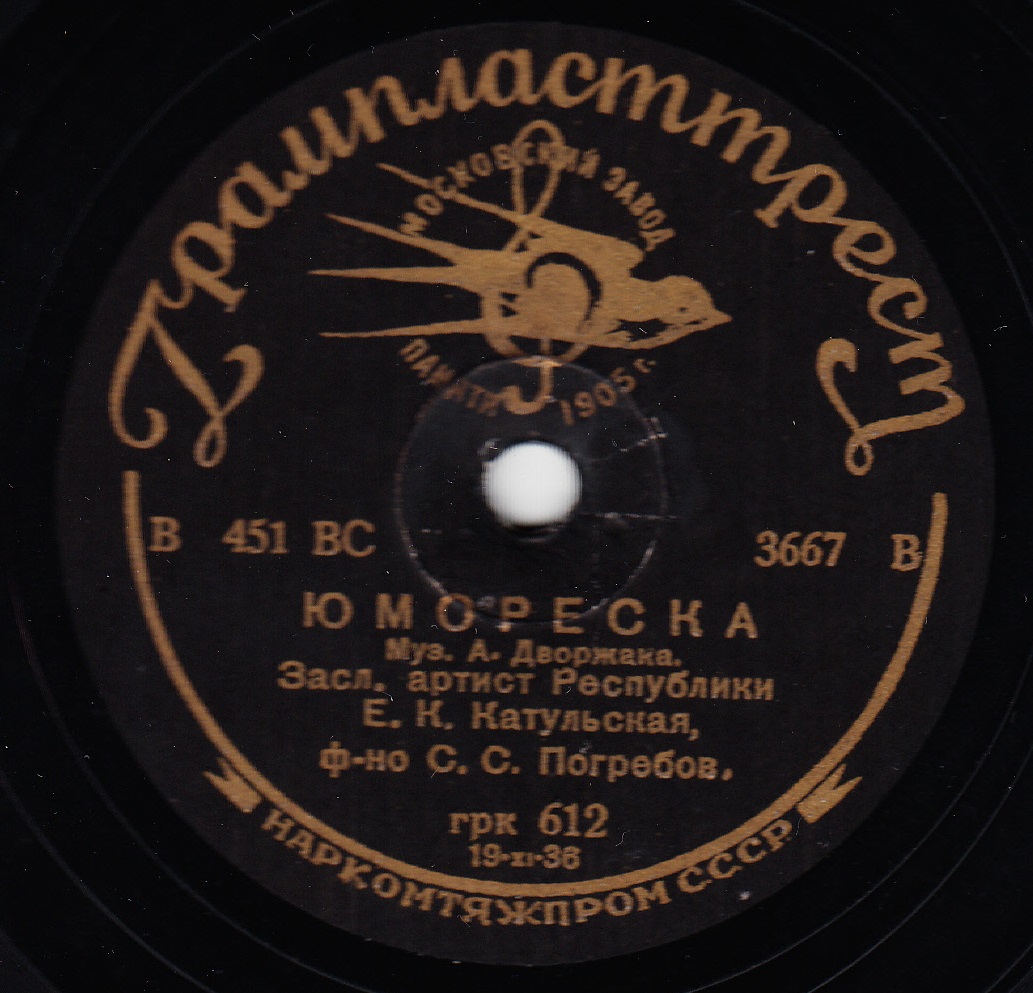 Грампласттрест
МОСКОВСКИЙ ЗАВОД
ПАМЯТИ 1905 г.
В 451 ВС 3667 В
ЮМОРЕСКА
Муз. А. Дворжака.
Засл. артист Республики
Е. К. Катульская,
ф-но С. С. Погребов.
грк 612
19-XI-36
НАРКОМТЯЖПРОМ С.С.С.Р.